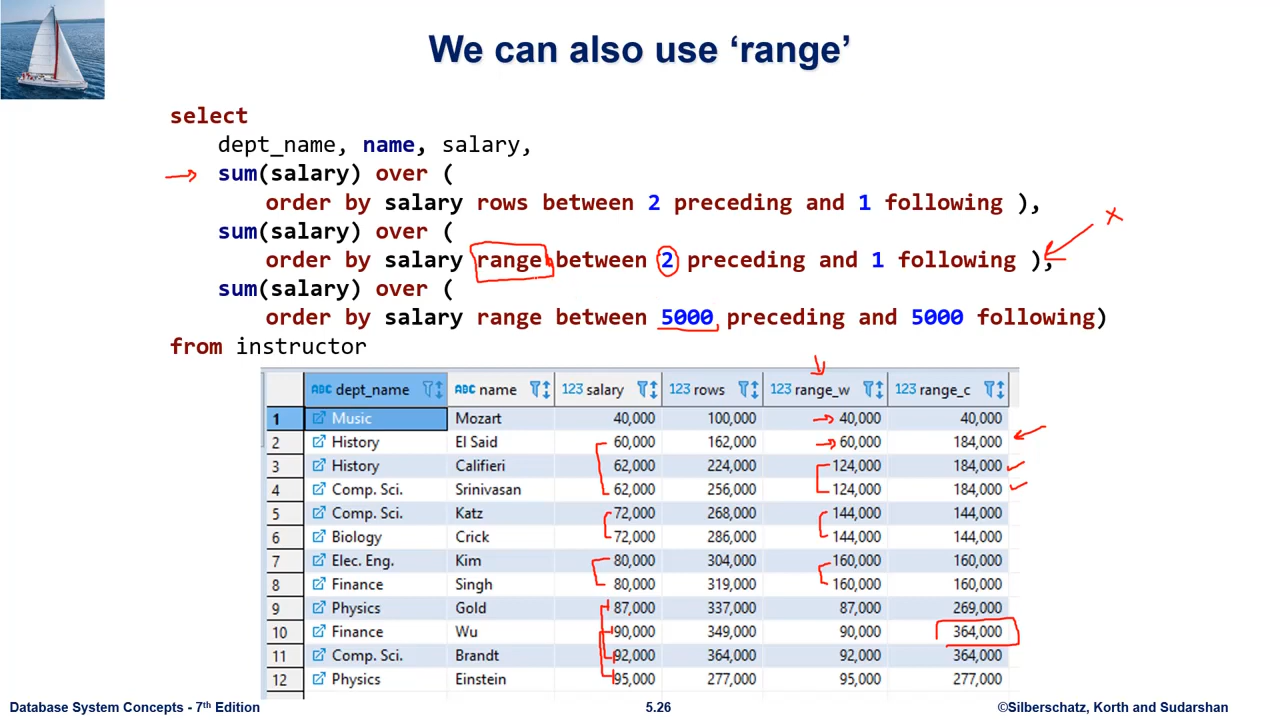 We can also use ‘range’
select
dept_name, name, salary,
sum(salary) over (
order by salary rows between 2 preceding and 1 following ),
sum(salary) over (
order by salary range between 2 preceding and 1 following ),
x
sum(salary) over (
order by salary range between 5000 preceding and 5000 following)
from instructor
ABC dept_name ABC name 123 salary 123 rows 123 range_w 123 range_c
1 Music Mozart 40,000 100,000 40,000 40,000
2 History El Said 60,000 162,000 60,000 184,000
3 History Califieri 62,000 224,000 124,000 184,000
4 Comp. Sci. Srinivasan 62,000 256,000 124,000 184,000
5 Comp. Sci. Katz 72,000 268,000 144,000 144,000
6 Biology Crick 72,000 286,000 144,000 144,000
7 Elec. Eng. Kim 80,000 304,000 160,000 160,000
8 Finance Singh 80,000 319,000 160,000 160,000
9 Physics Gold 87,000 337,000 87,000 269,000
10 Finance Wu 90,000 349,000 90,000 364,000
11 Comp. Sci. Brandt 92,000 364,000 92,000 364,000
12 Physics Einstein 95,000 277,000 95,000 277,000
Database System Concepts - 7th Edition 5.26 ©Silberschatz, Korth and Sudarshan